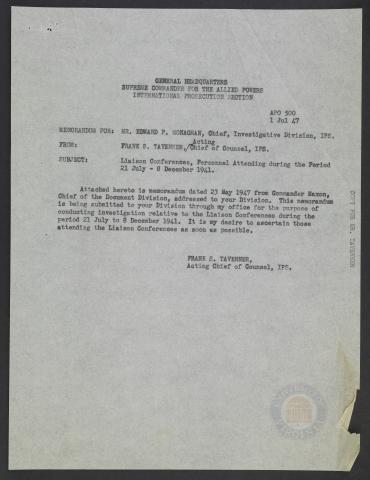 GENERAL HEADQUARTERS
SUPREME COMMANDER FOR THE ALLIED POWERS
INTERNATIONAL PROSECUTION SECTION
APO 500
1 Jul 47
MEMORANDUM FOR: MR. EDWARD P. MONAGHAN, Chief, Investigative Division, IPS.
Acting
FROM: FRANK S. TAVENNER,/Chief of Counsel, IPS.
SUBJECT: Liaison Conferences, Personnel Attending during the Period
21 July - 8 December 1941.
Attached hereto is memorandum dated 23 May 1947 from Commander Maxon,
Chief of the Document Division, addressed to your Division. This memorandum
is being submitted to your Division through my office for the purpose of
conducting investigation relative to the Liaison Conferences during the
period 21 July to 8 December 1941. It is my desire to ascertain those
attending the Liaison Conferences as soon as possible.
FRANK S. TAVENNER,
Acting Chief of Counsel, IPS.
COPY FOR MR. TAVENNER